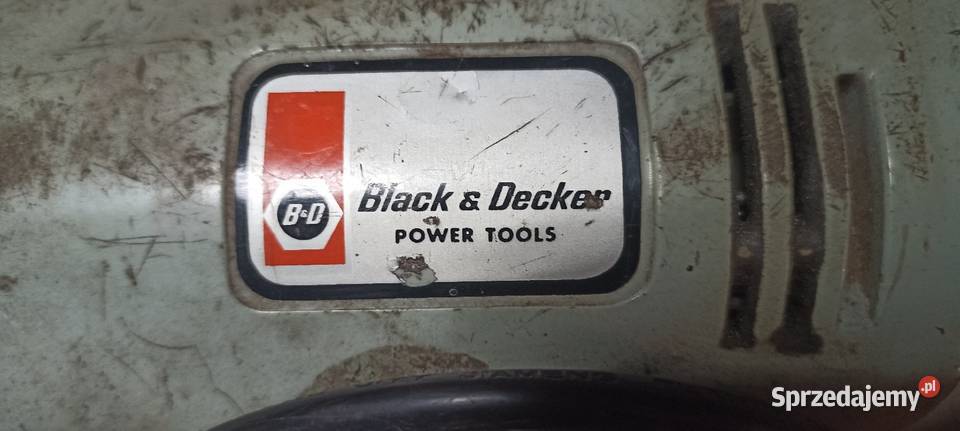 B&D
Black & Decker
POWER TOOLS
Sprzedajemy.pl